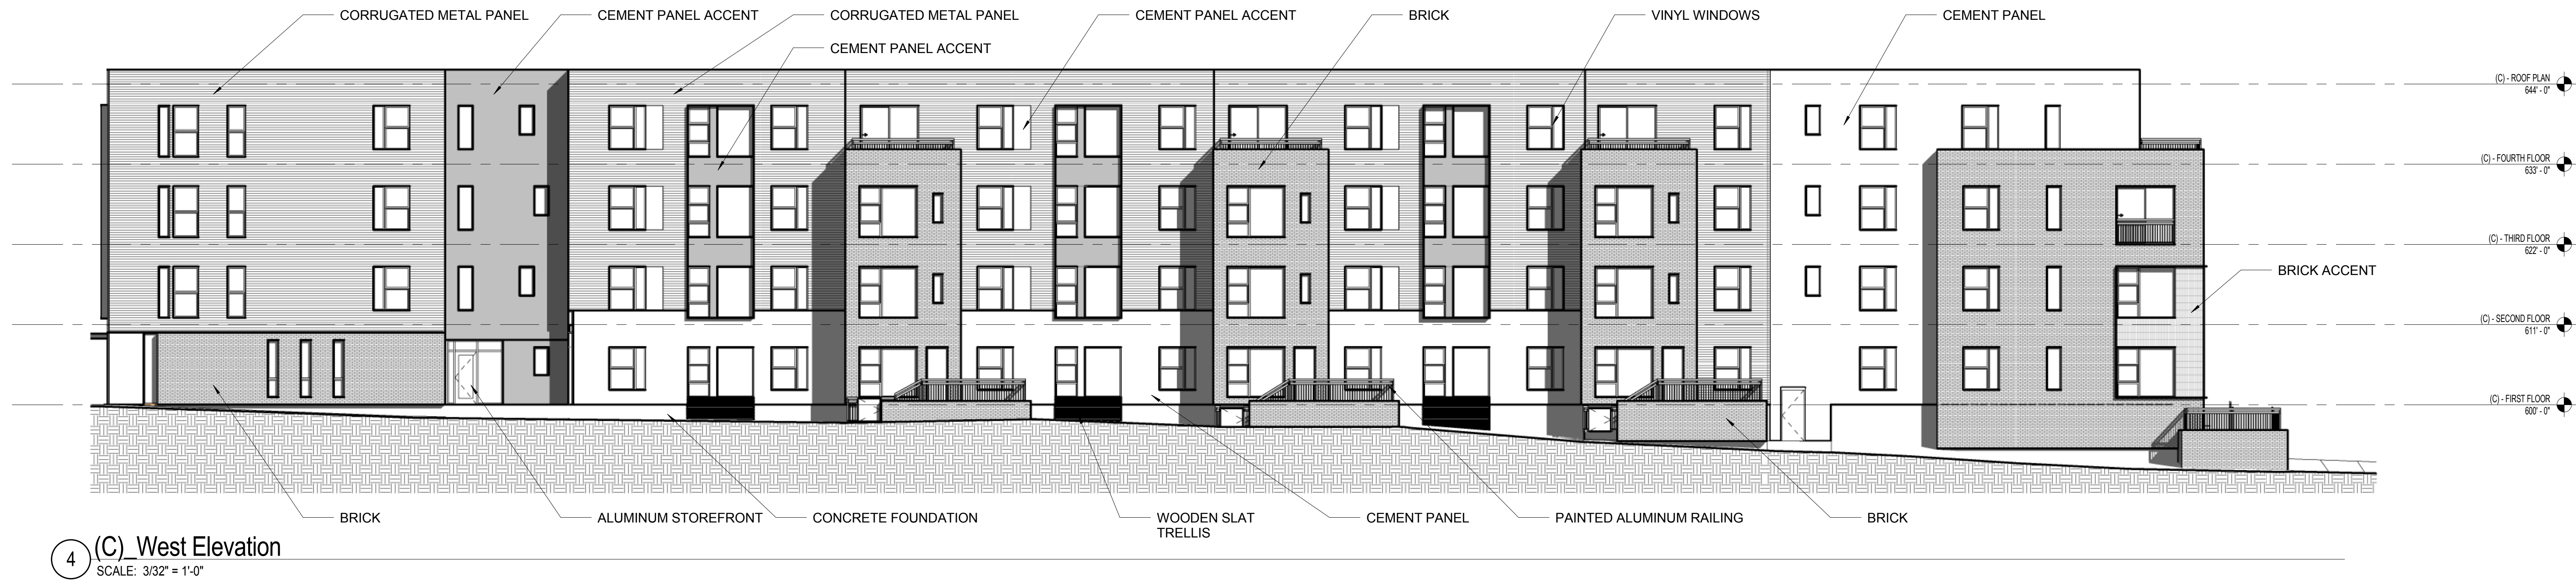 CORRUGATED METAL PANEL
CEMENT PANEL ACCENT
CORRUGATED METAL PANEL
CEMENT PANEL ACCENT
BRICK
VINYL WINDOWS
CEMENT PANEL
CEMENT PANEL ACCENT
(C) - ROOF PLAN
644' - 0"
(C) - FOURTH FLOOR
633' - 0"
(C) - THIRD FLOOR
622' - 0"
BRICK ACCENT
(C) - SECOND FLOOR
611' - 0"
(C) - FIRST FLOOR
600' - 0"
BRICK
ALUMINUM STOREFRONT
CONCRETE FOUNDATION
WOODEN SLAT
TRELLIS
CEMENT PANEL
PAINTED ALUMINUM RAILING
BRICK
4
(C)_West Elevation
SCALE: 3/32" = 1'-0"